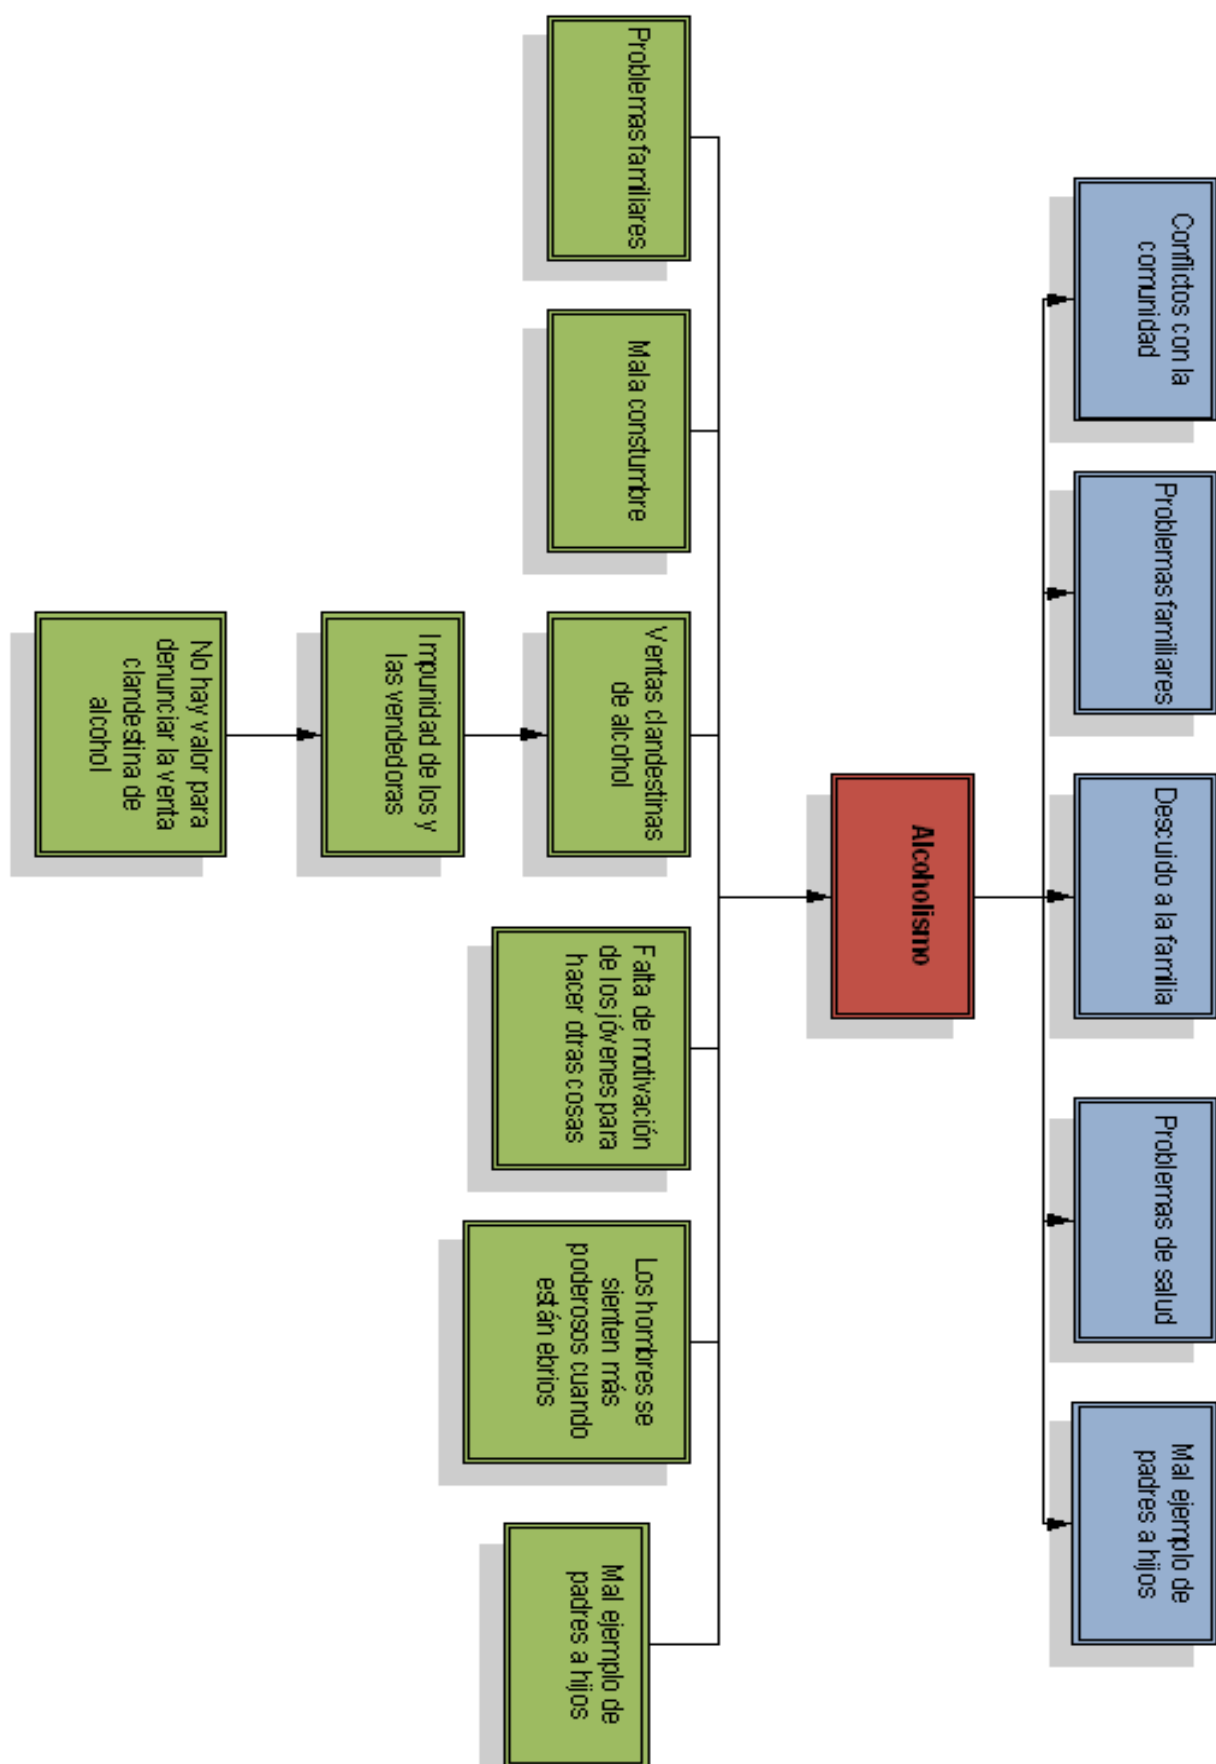 Conflictos con la
comunidad
Problemas familiares
Descuido a la familia
Problemas de salud
Mal ejemplo de
padres a hijos
Alcoholismo
Problemas familiares
Mala constumbre
Ventas clandestinas
de alcohol
Falta de motivación
de los jóvenes para
hacer otras cosas
Los hombres se
sienten más
poderosos cuando
están ebrios
Mal ejemplo de
padres a hijos
Impunidad de los y
las vendedoras
No hay valor para
denunciar la venta
clandestina de
alcohol